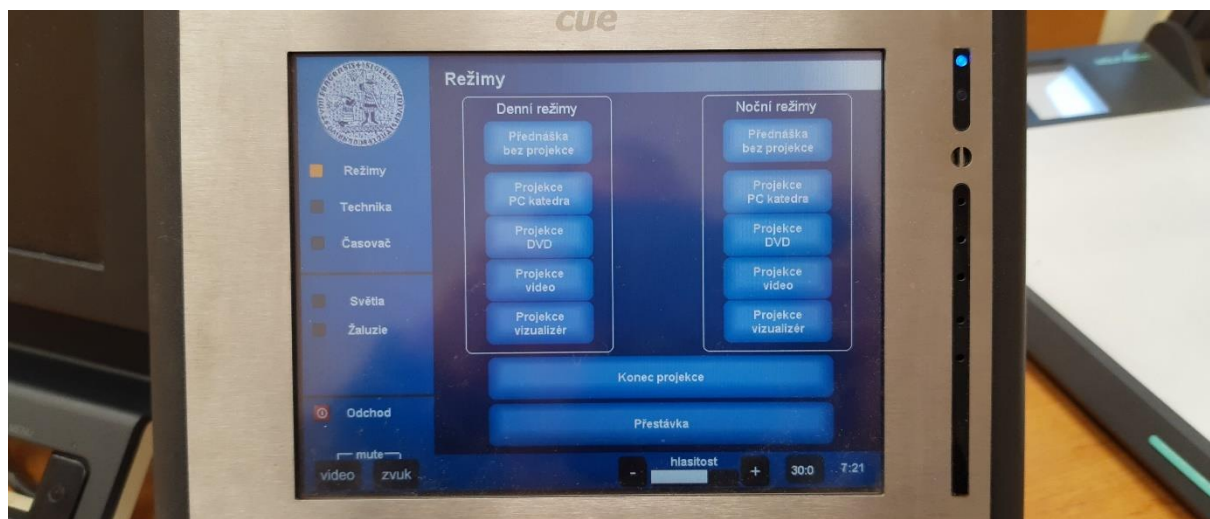 cue
Režimy
Režimy
Technika
Časovač
Světla
Žaluzie
Odchod
mute
video zvuk
Denní režimy
Přednáška
bez projekce
Projekce
PC katedra
Projekce
DVD
Projekce
video
Projekce
vizualizér
Noční režimy
Přednáška
bez projekce
Projekce
PC katedra
Projekce
DVD
Projekce
video
Projekce
vizualizér
Konec projekce
Přestávka
hlasitost
- + 30:0 7:21